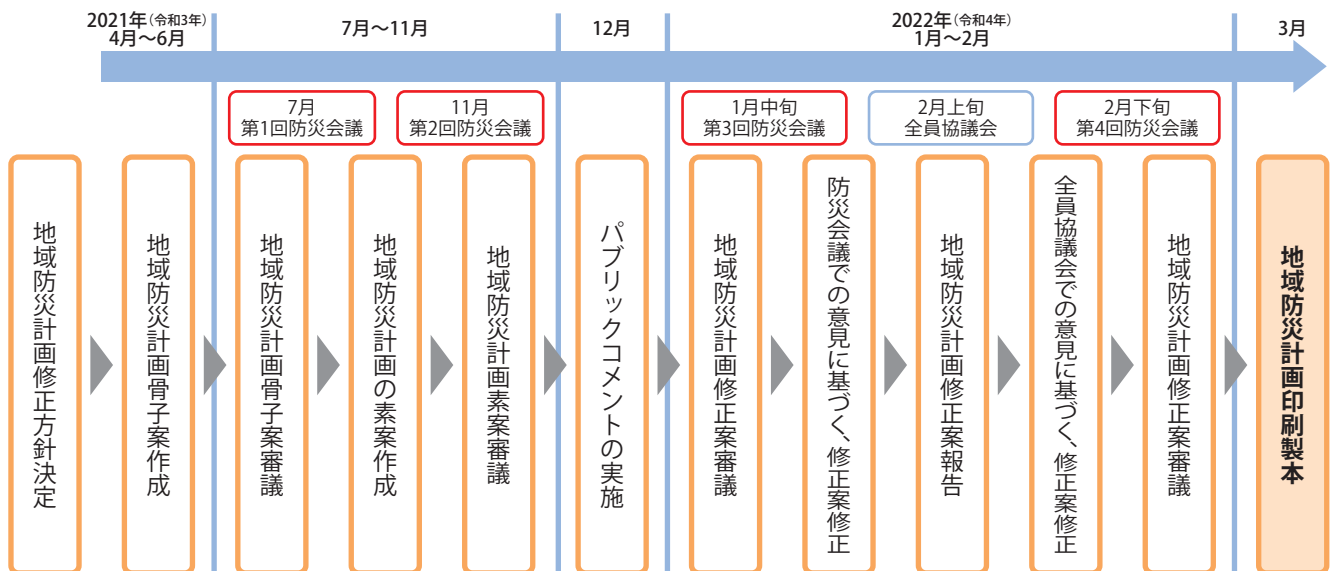 2021年(令和3年)
4月～6月
7月～11月
12月
2022年(令和4年)
1月～2月
3月
7月
第1回防災会議
11月
第2回防災会議
1月中旬
第3回防災会議
2月上旬
全員協議会
2月下旬
第4回防災会議
地域防災計画修正方針決定
地域防災計画骨子案作成
地域防災計画骨子案審議
地域防災計画の素案作成
地域防災計画素案審議
パブリックコメントの実施
地域防災計画修正案審議
防災会議での意見に基づく、修正案修正
地域防災計画修正案報告
全員協議会での意見に基づく、修正案修正
地域防災計画修正案審議
地域防災計画印刷製本